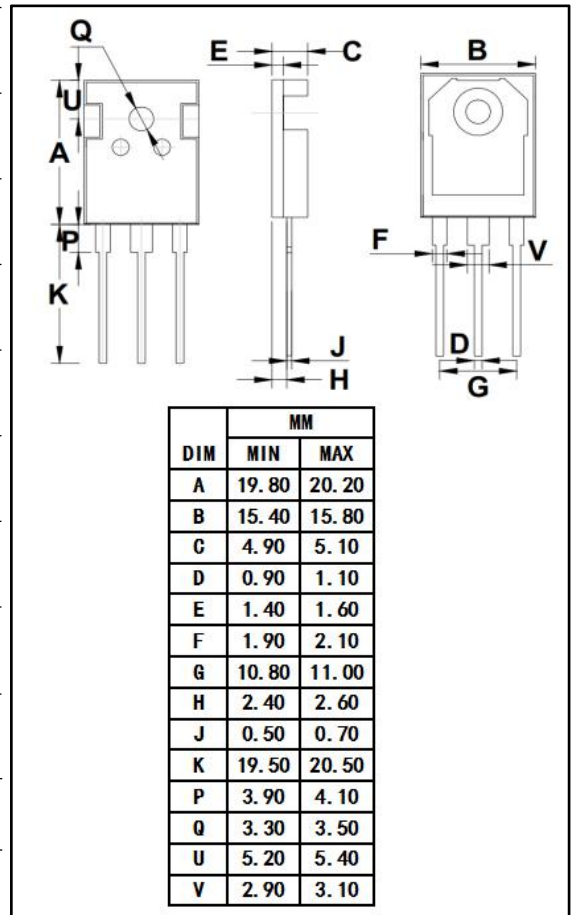 Q
E C B
U
A
P
K
F V
J
D
H
G
MM
DIM MIN MAX
A 19.80 20.20
B 15.40 15.80
C 4.90 5.10
D 0.90 1.10
E 1.40 1.60
F 1.90 2.10
G 10.80 11.00
H 2.40 2.60
J 0.50 0.70
K 19.50 20.50
P 3.90 4.10
Q 3.30 3.50
U 5.20 5.40
V 2.90 3.10